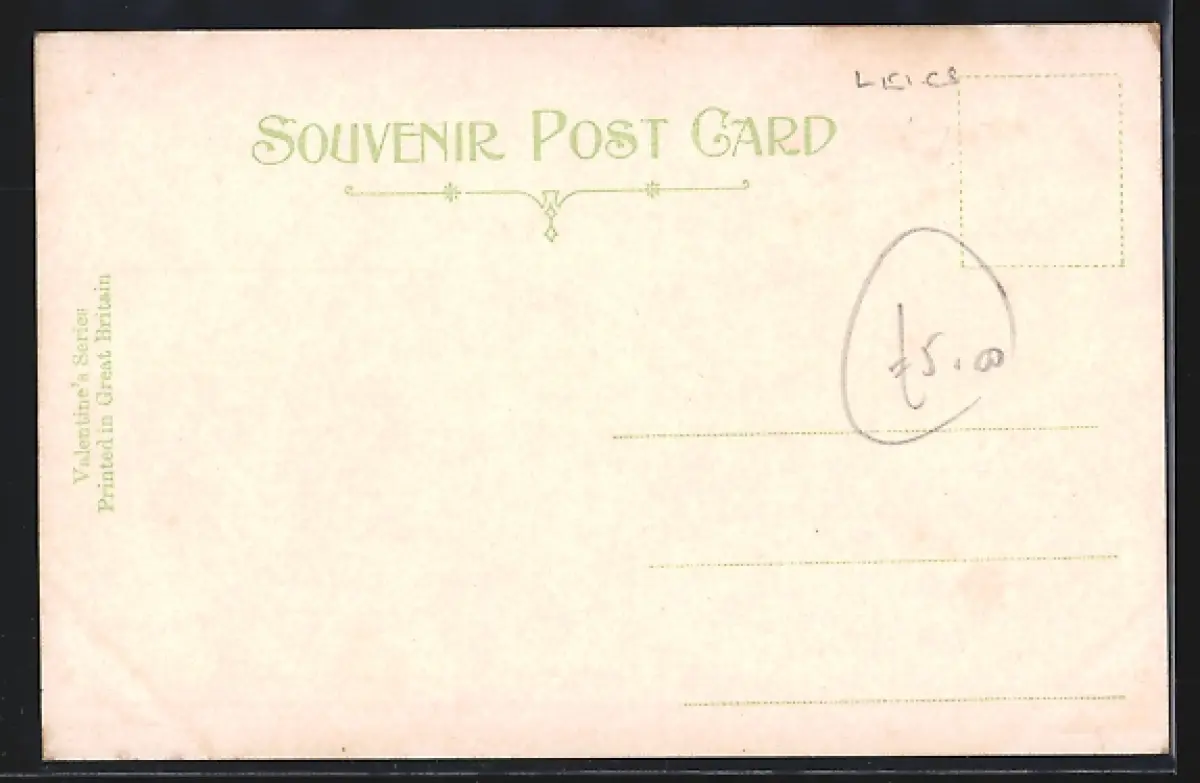 LEICS
SOUVENIR POST CARD
£5.00
Valentine's Series
Printed in Great Britain